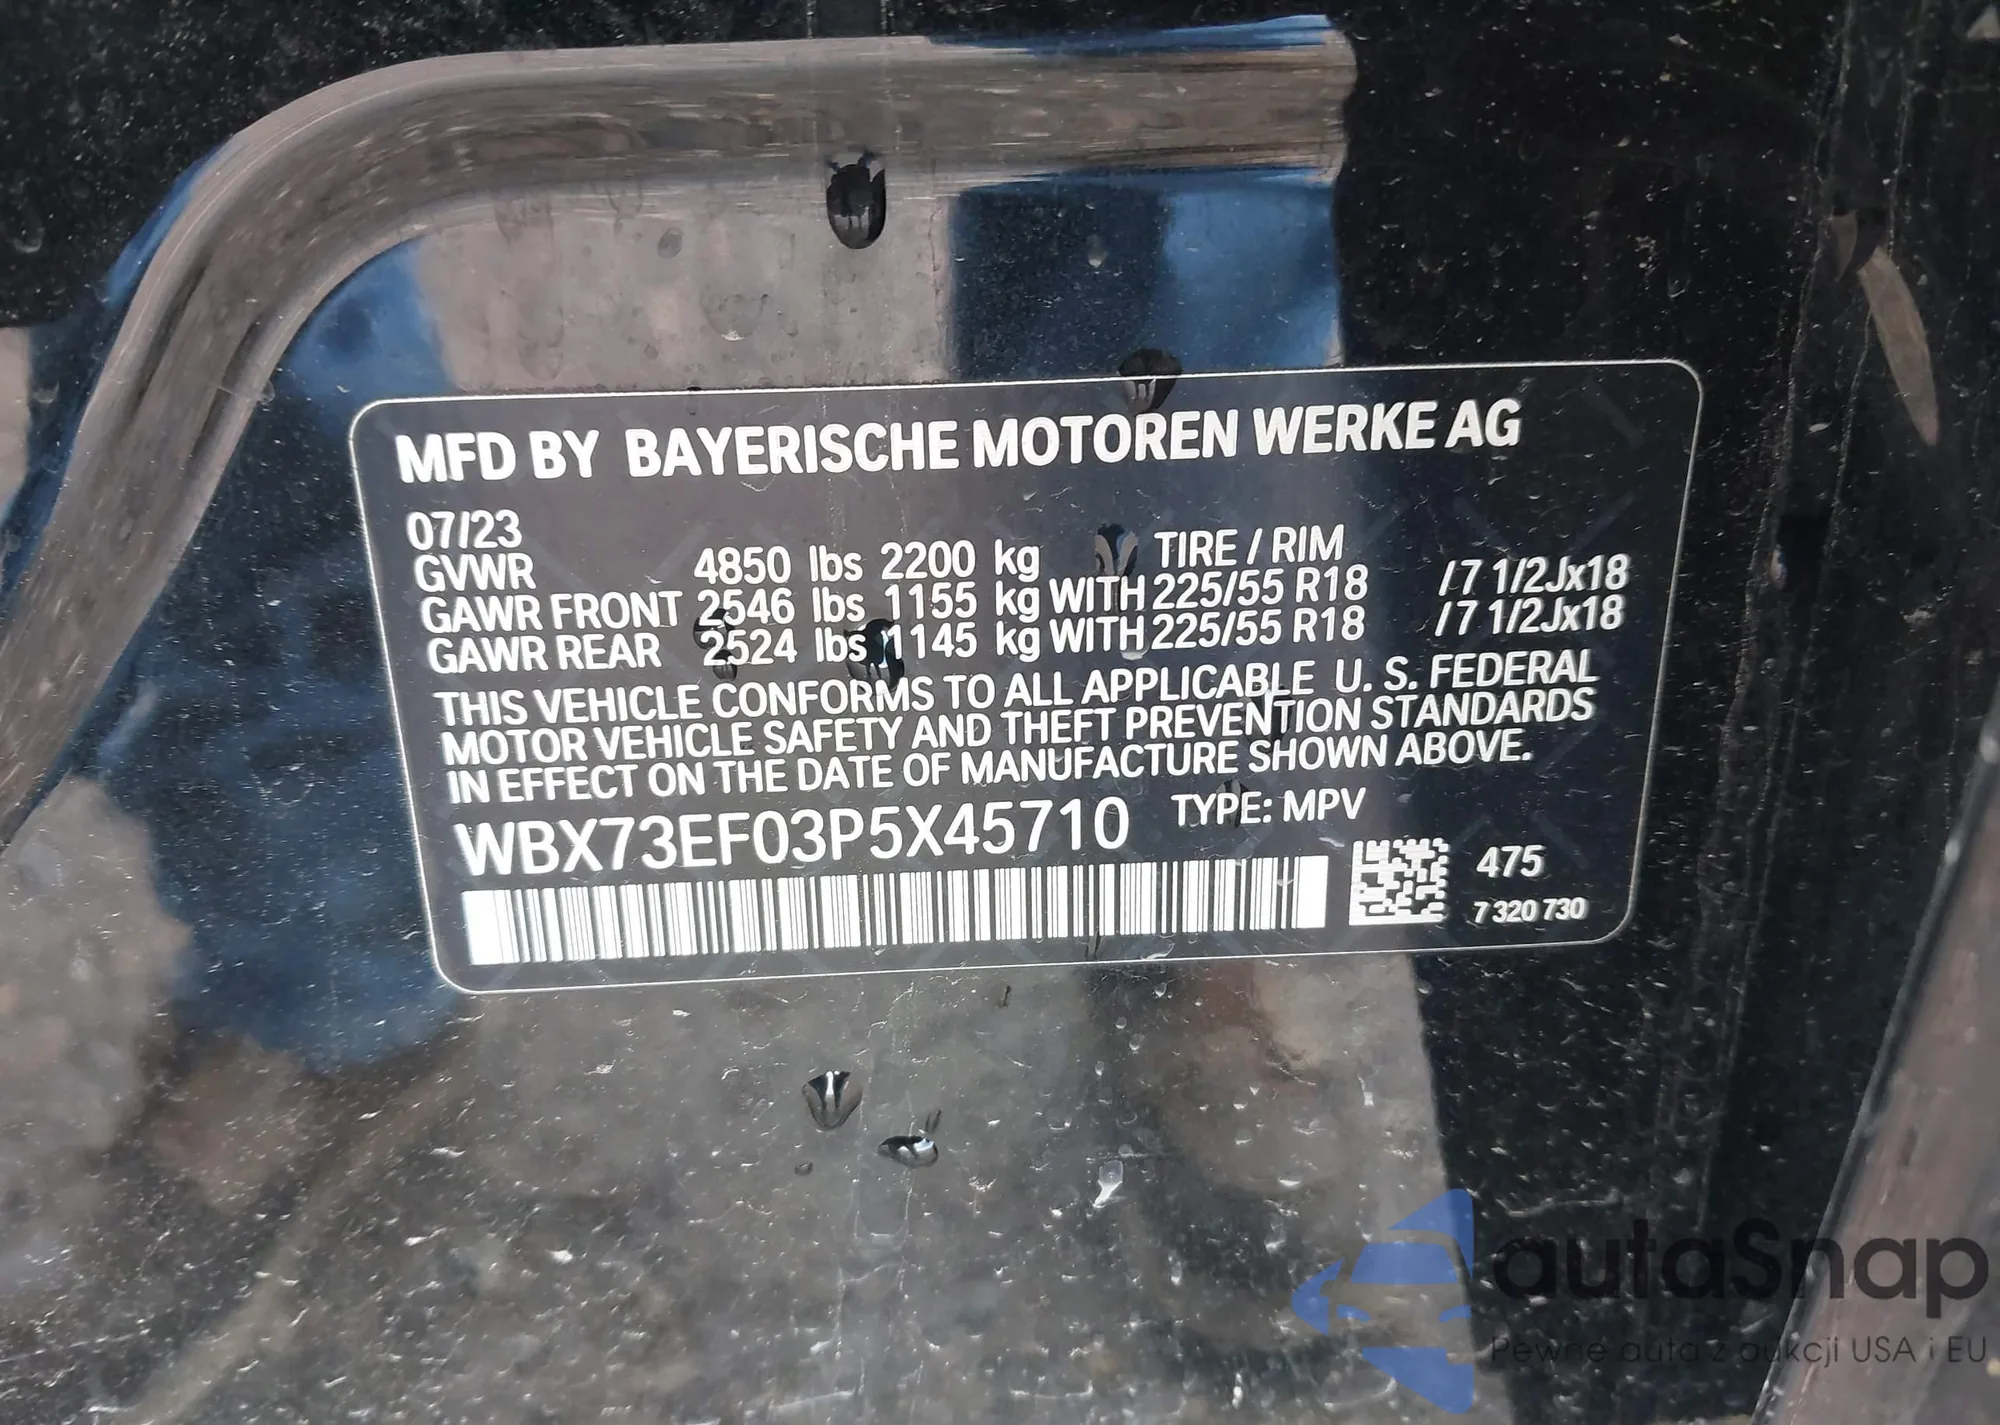 MFD BY BAYERISCHE MOTOREN WERKE AG
07/23
TIRE / RIM
GVWR 4850 lbs 2200 kg
GAWR FRONT 2546 lbs 1155 kg WITH 225/55 R18 /7 1/2Jx18
GAWR REAR 2524 lbs 1145 kg WITH 225/55 R18 /7 1/2Jx18
THIS VEHICLE CONFORMS TO ALL APPLICABLE U. S. FEDERAL
MOTOR VEHICLE SAFETY AND THEFT PREVENTION STANDARDS
IN EFFECT ON THE DATE OF MANUFACTURE SHOWN ABOVE.
WBX73EF03P5X45710 TYPE: MPV
475
7 320 730
autaSnap
Pewne auta z aukcji USA i EU